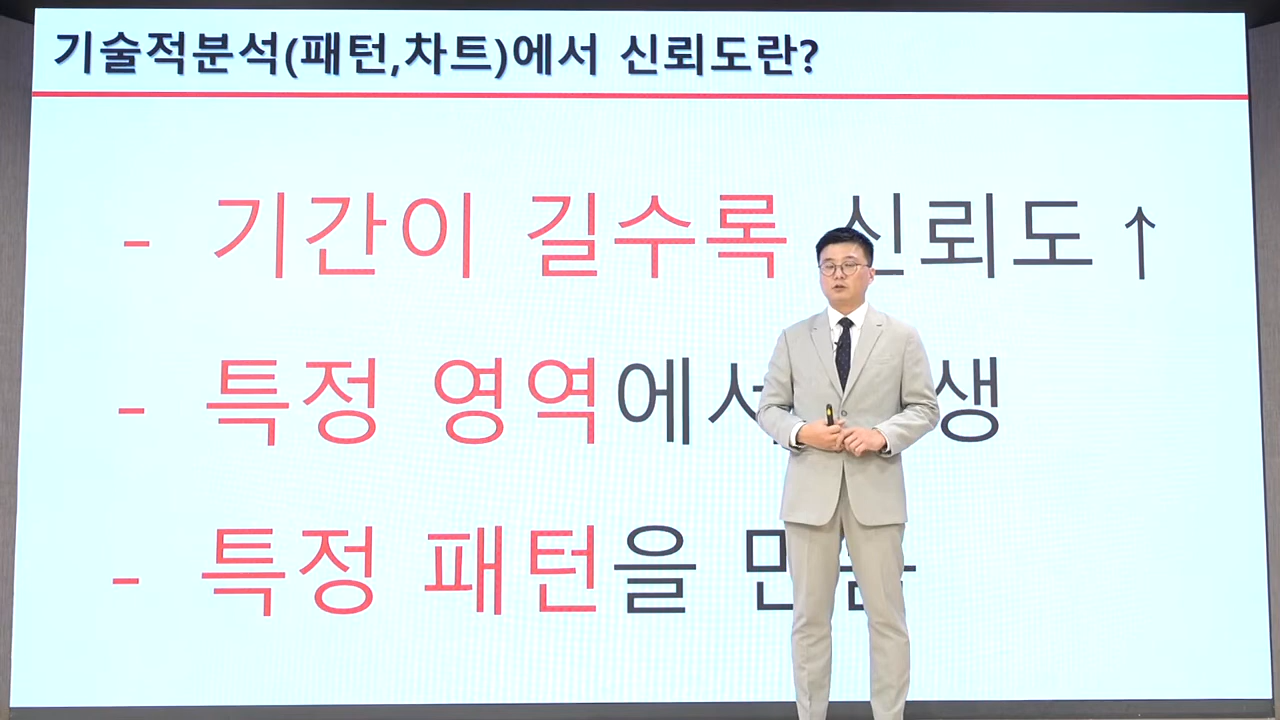 기술적분석(패턴,차트)에서 신뢰도란?
- 기간이 길수록 신뢰도↑
- 특정 영역에서
- 특정 패턴을